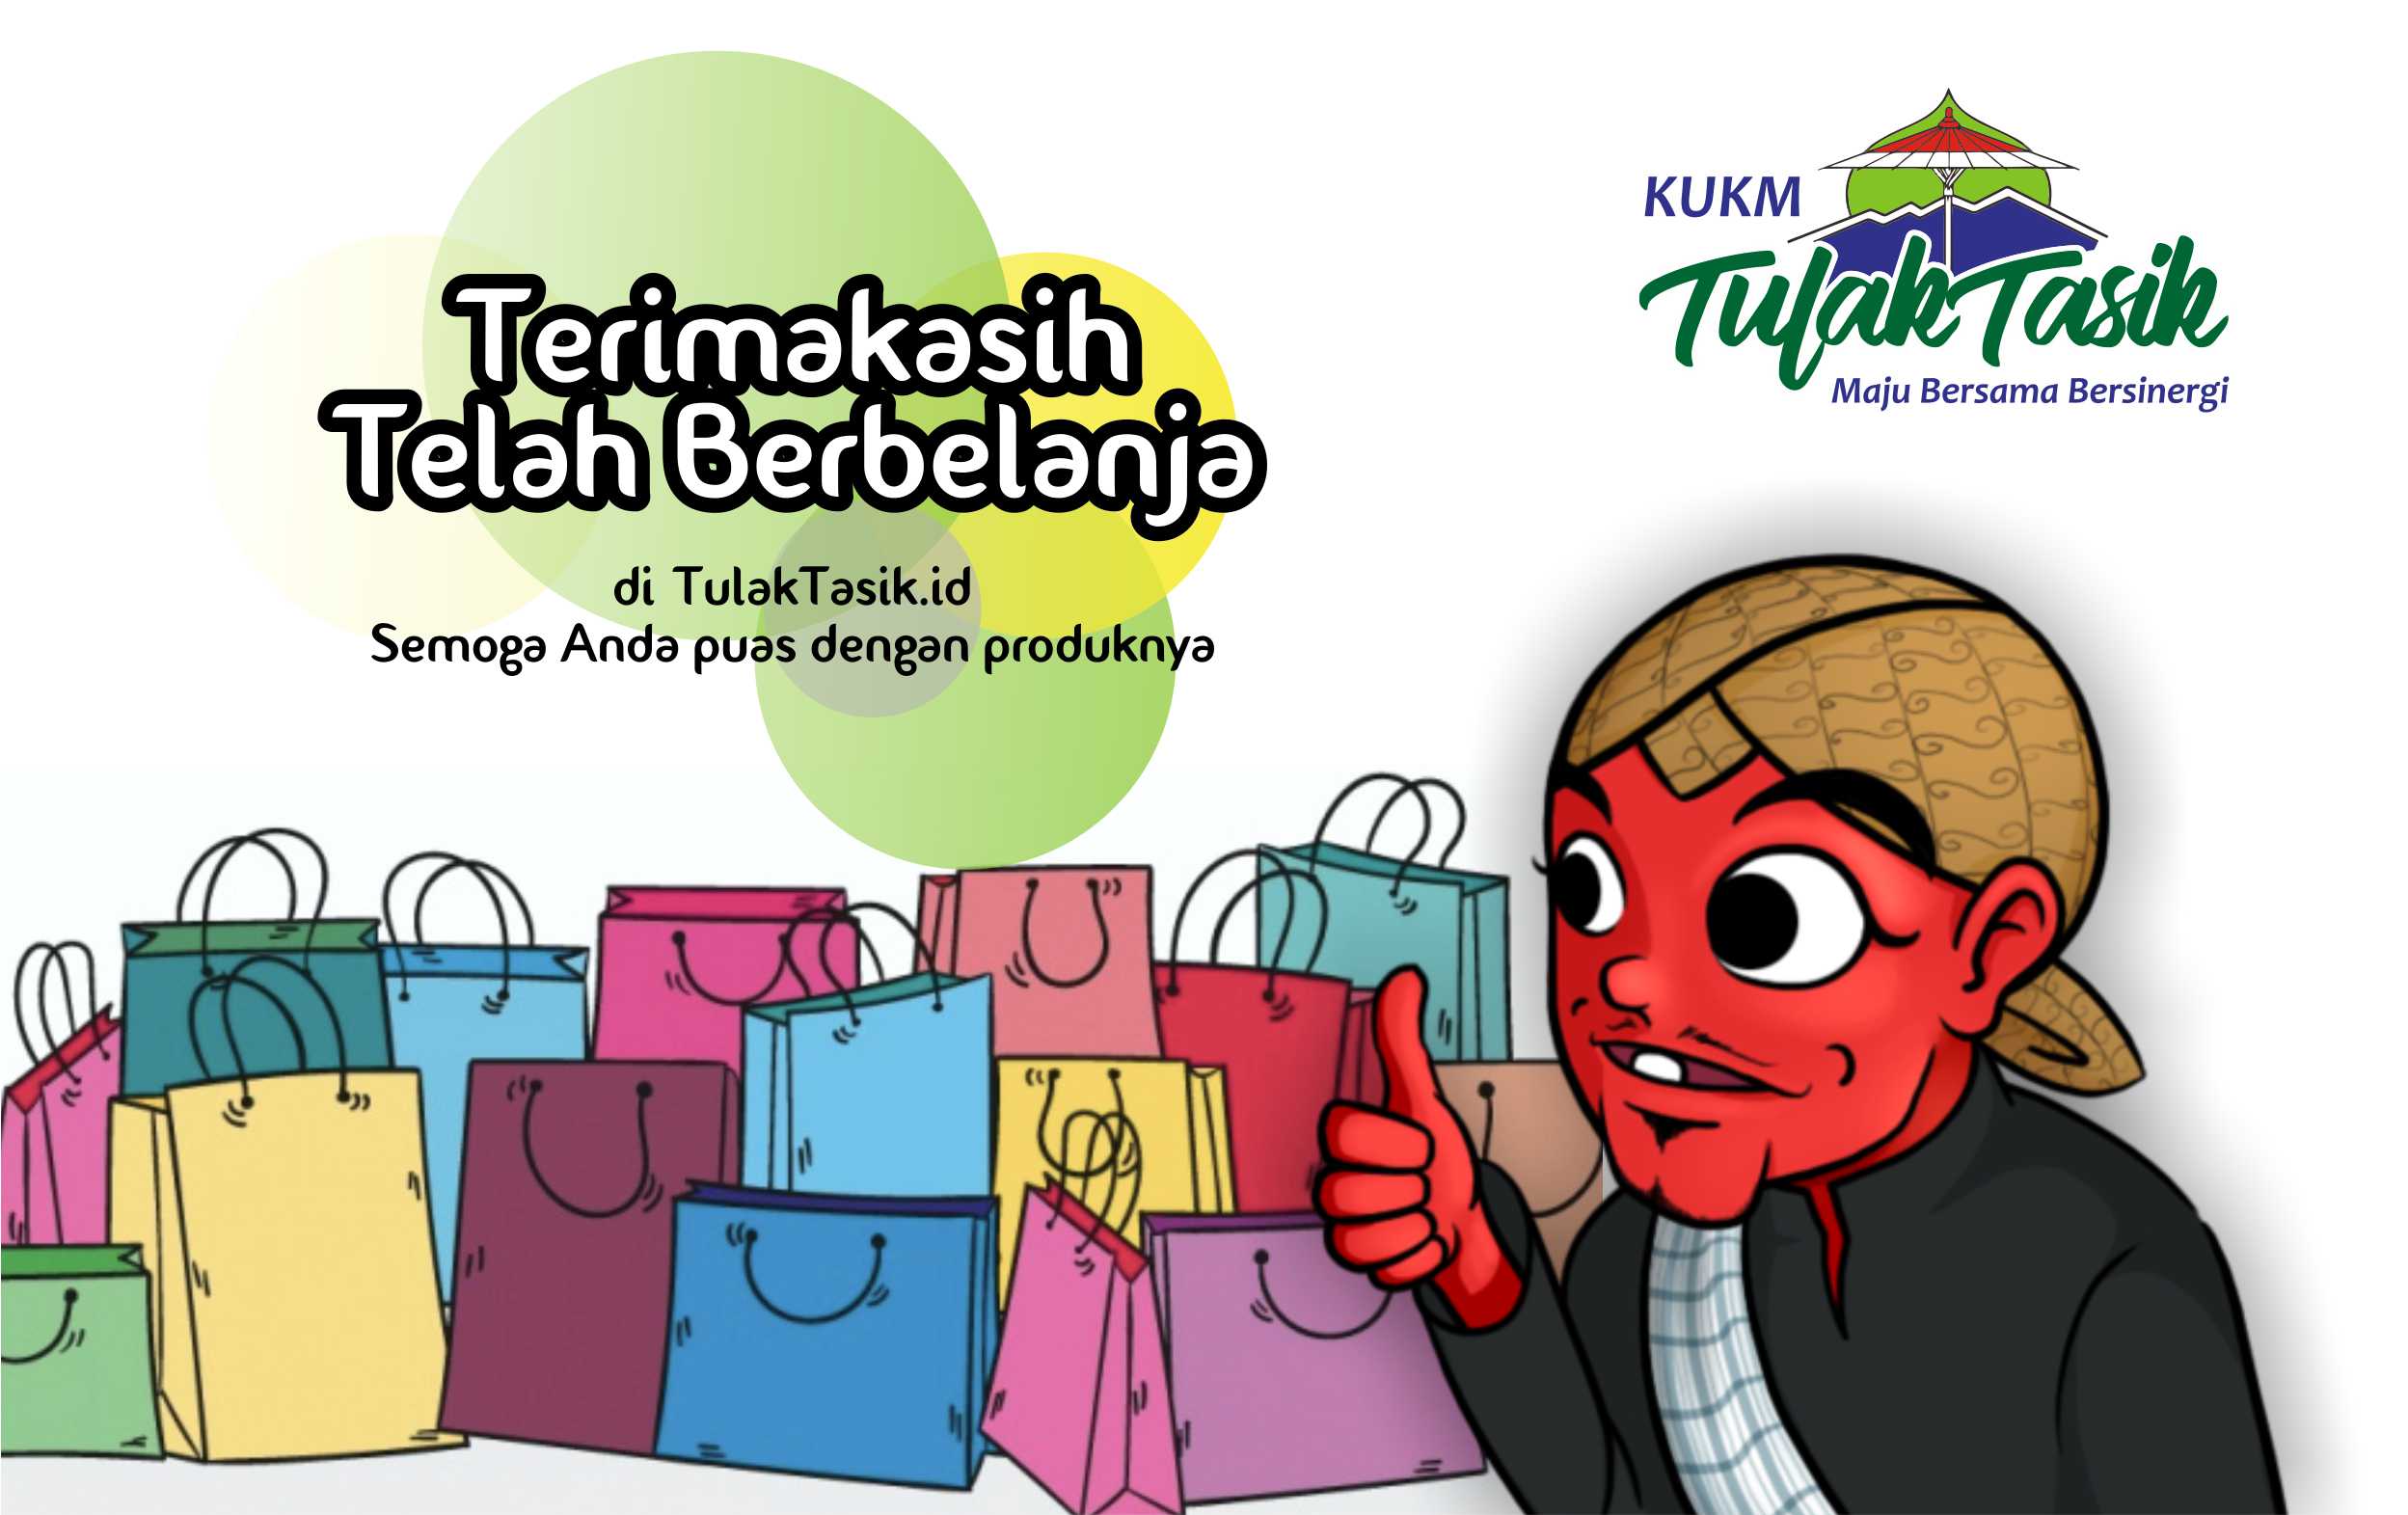 Terimakasih
Telah Berbelanja
di TulakTasik.id
Semoga Anda puas dengan produknya
KUKM
TulakTasik
Maju Bersama Bersinergi